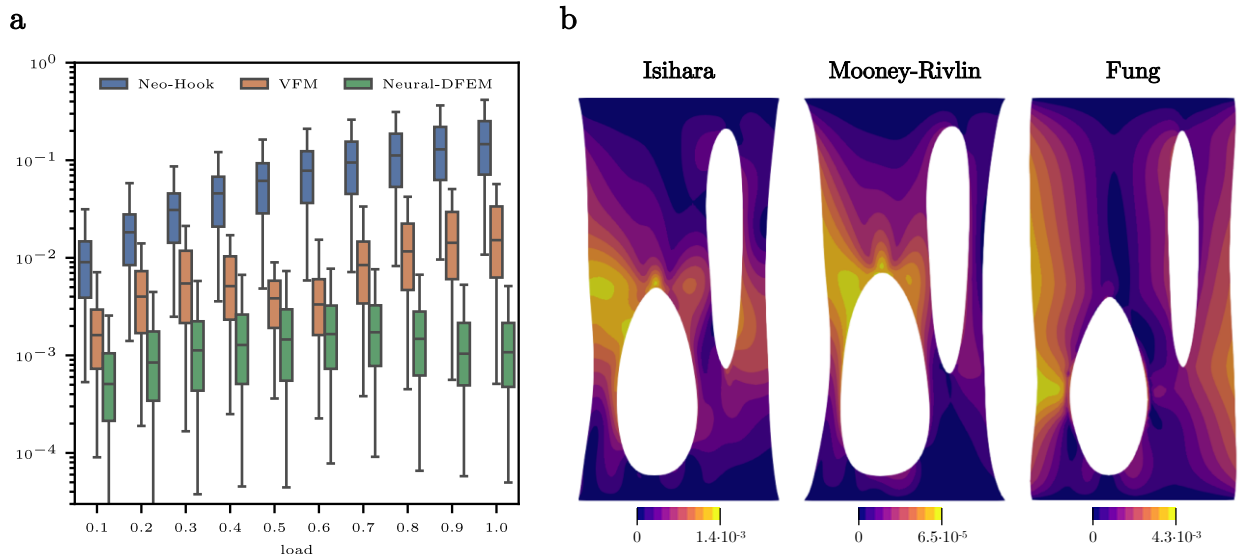 a
b
Isihara
Mooney-Rivlin
Fung
10⁰
Neo-Hook
VFM
Neural-DFEM
10⁻¹
10⁻²
10⁻³
10⁻⁴
0.1 0.2 0.3 0.4 0.5 0.6 0.7 0.8 0.9 1.0
load
0 1.4·10⁻³
0 6.5·10⁻⁵
0 4.3·10⁻³